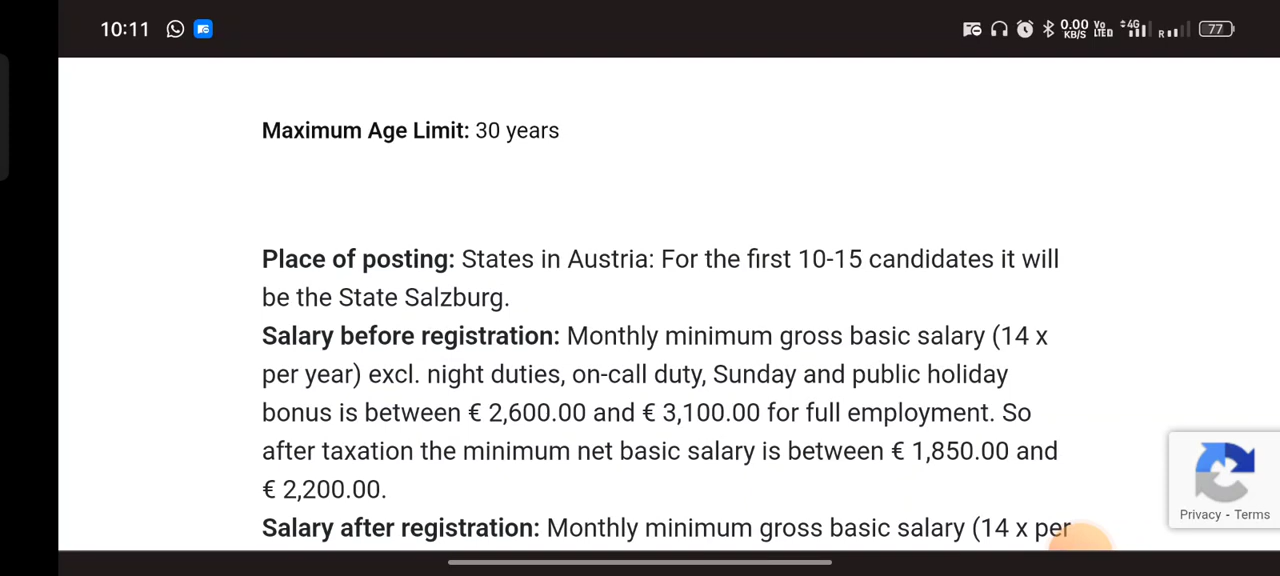 10:11
0.00 KB/S
Vo LTE
4G
R
77
Maximum Age Limit: 30 years
Place of posting: States in Austria: For the first 10-15 candidates it will
be the State Salzburg.
Salary before registration: Monthly minimum gross basic salary (14 x
per year) excl. night duties, on-call duty, Sunday and public holiday
bonus is between € 2,600.00 and € 3,100.00 for full employment. So
after taxation the minimum net basic salary is between € 1,850.00 and
€ 2,200.00.
Salary after registration: Monthly minimum gross basic salary (14 x per
Privacy - Terms